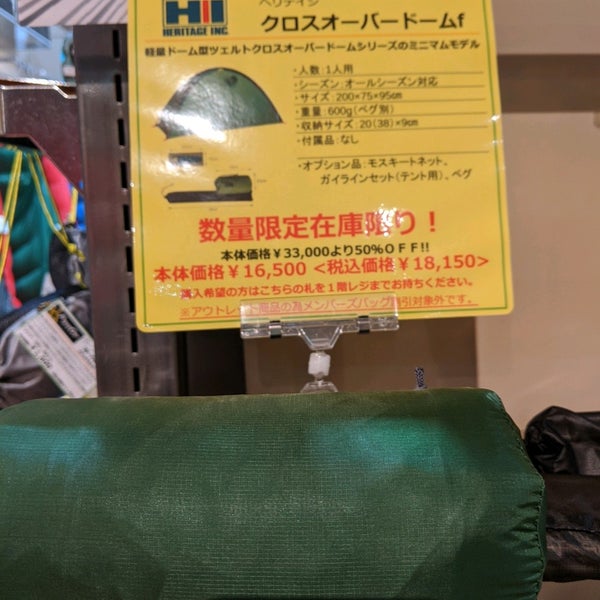 HERITAGE INC
ヘリテイジ
クロスオーバードームf
軽量ドーム型ツェルトクロスオーバードームシリーズのミニマムモデル
・人数:1人用
・シーズン:オールシーズン対応
・サイズ:200×75×95㎝
・重量:600g(ペグ別)
・収納サイズ:20(38)×9㎝
・付属品:なし
・オプション品:モスキートネット、
ガイラインセット(テント用)、ペグ
数量限定在庫限り!
本体価格¥33,000より50%OFF!!
本体価格¥16,500 <税込価格¥18,150>
購入希望の方はこちらの札を1階レジまでお持ちください。
※アウトレット商品の為メンバーズバッグ割引対象外です。